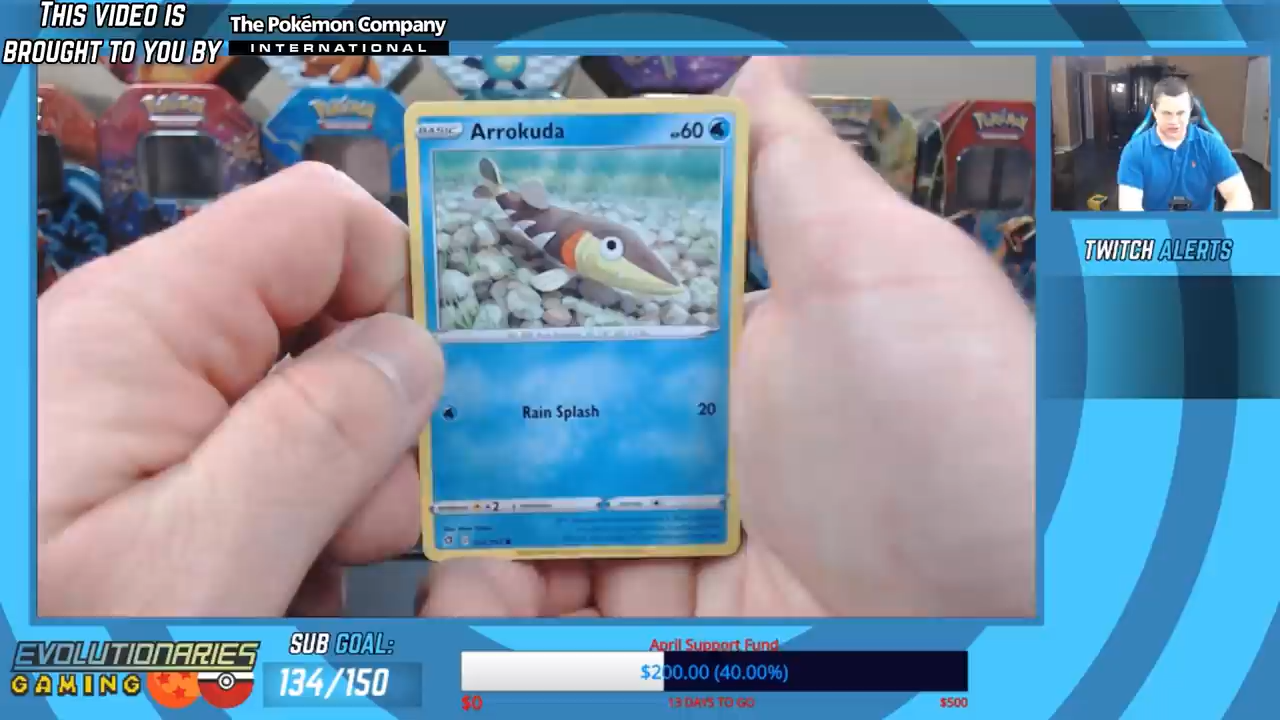 THIS VIDEO IS
BROUGHT TO YOU BY
The Pokémon Company
INTERNATIONAL
BASIC Arrokuda 60
Rain Splash 20
TWITCH ALERTS
EVOLUTIONARIES
GAMING
SUB GOAL:
134/150
April Support Fund
$200.00 (40.00%)
$0 13 DAYS TO GO $500